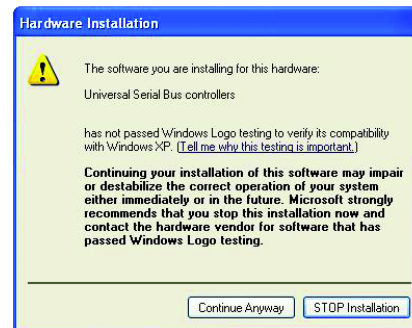 Hardware Installation
The software you are installing for this hardware:
Universal Serial Bus controllers
has not passed Windows Logo testing to verify its compatibility
with Windows XP. (Tell me why this testing is important.)
Continuing your installation of this software may impair
or destabilize the correct operation of your system
either immediately or in the future. Microsoft strongly
recommends that you stop this installation now and
contact the hardware vendor for software that has
passed Windows Logo testing.
Continue Anyway
STOP Installation